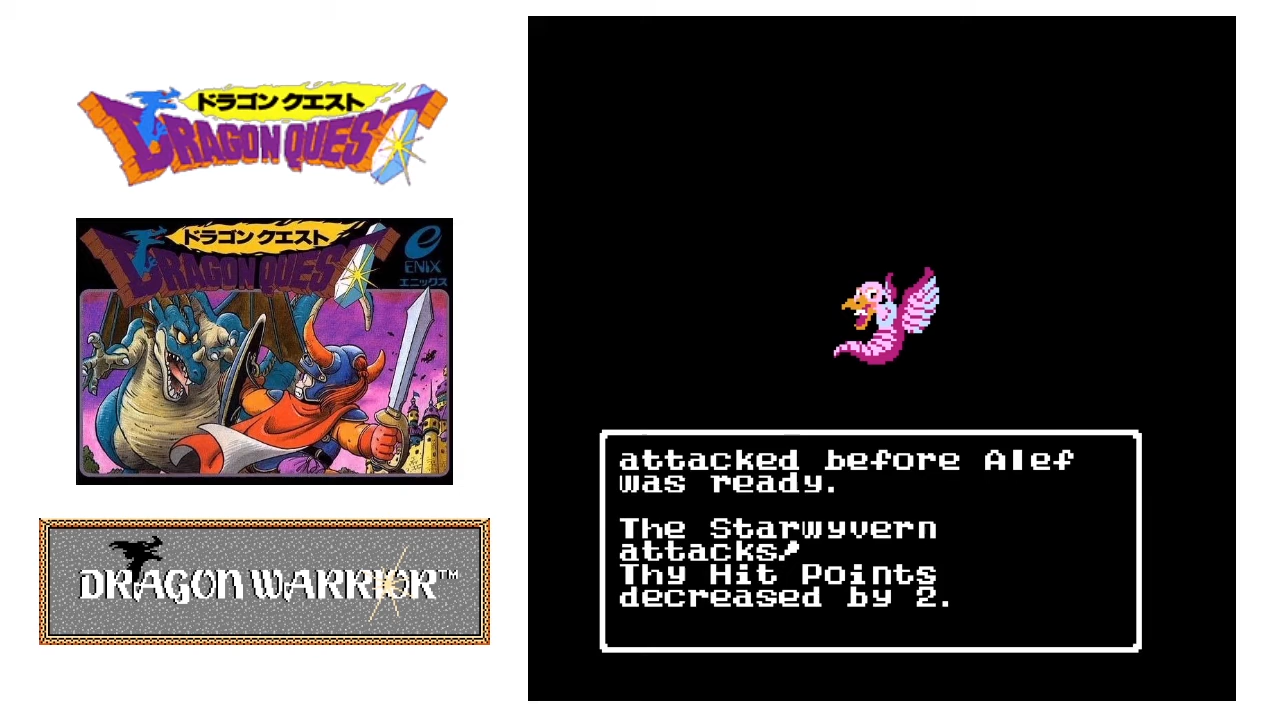 ドラゴンクエスト
DRAGON QUEST
ドラゴンクエスト
DRAGON QUEST
ENIX
エニックス
DRAGON WARRIOR™
attacked before Alef
was ready.
The Starwyvern
attacks!
Thy Hit Points
decreased by 2.